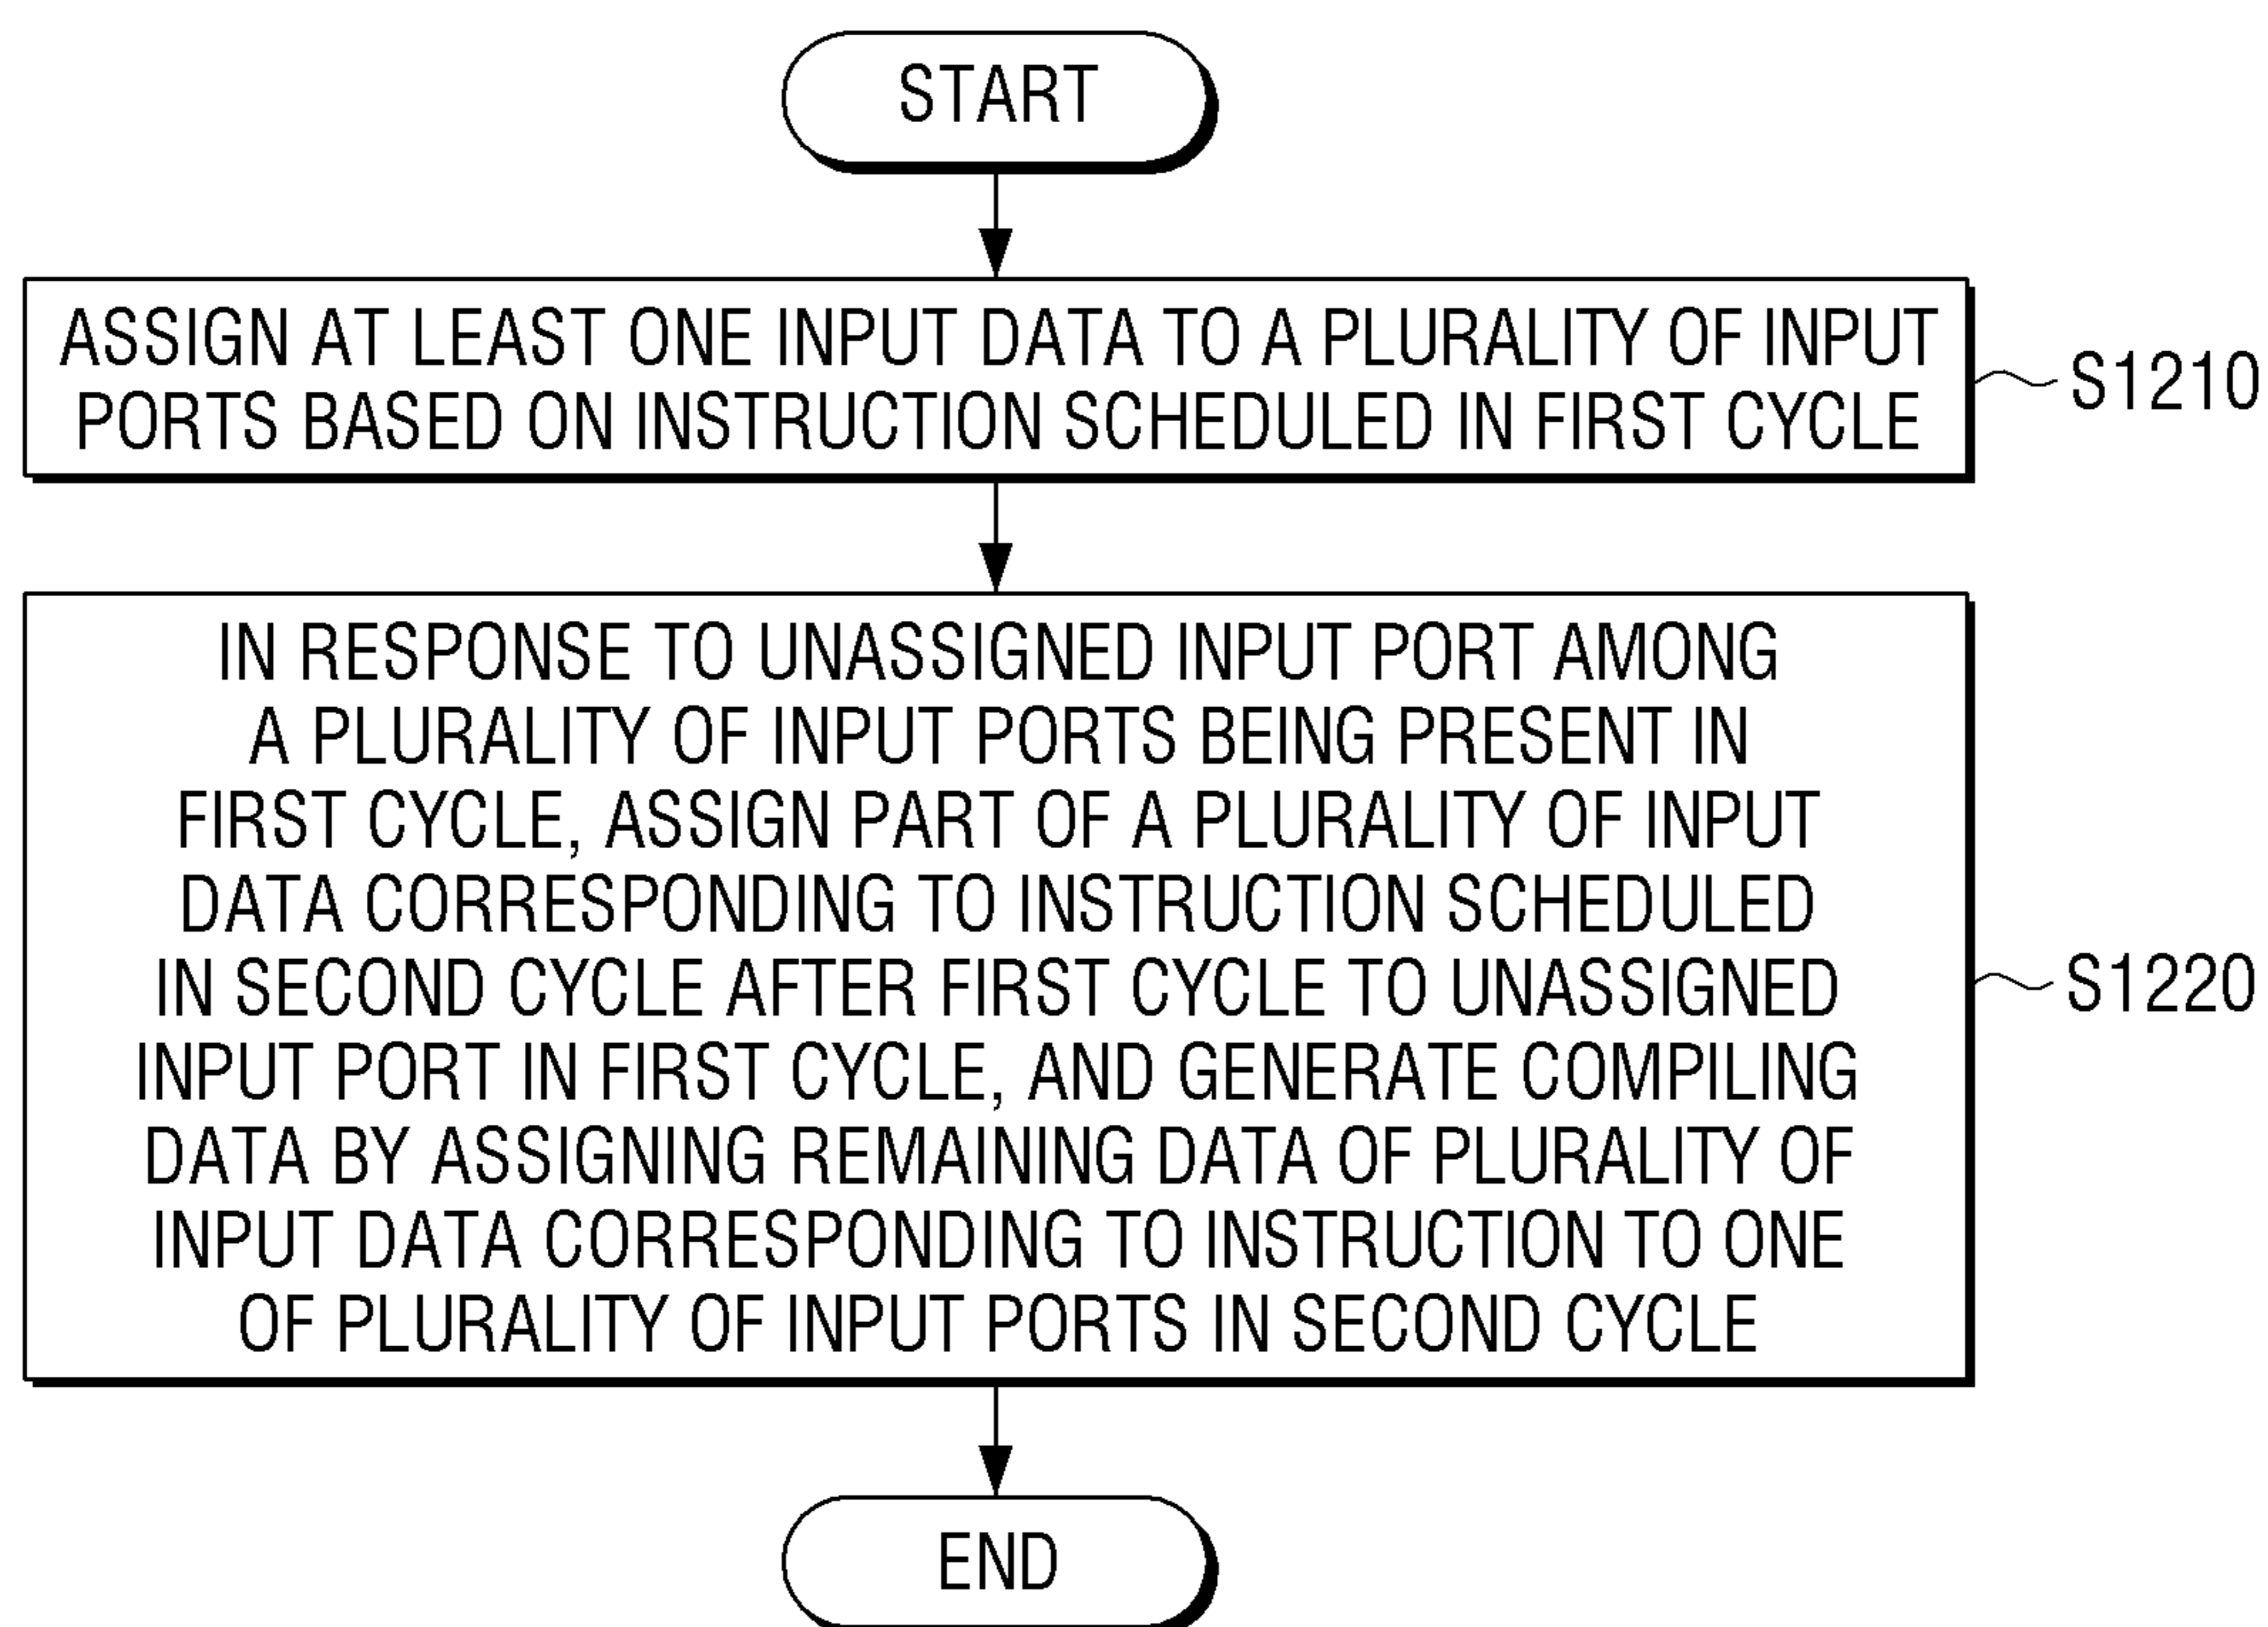 START
ASSIGN AT LEAST ONE INPUT DATA TO A PLURALITY OF INPUT
PORTS BASED ON INSTRUCTION SCHEDULED IN FIRST CYCLE
S1210
IN RESPONSE TO UNASSIGNED INPUT PORT AMONG
A PLURALITY OF INPUT PORTS BEING PRESENT IN
FIRST CYCLE, ASSIGN PART OF A PLURALITY OF INPUT
DATA CORRESPONDING TO INSTRUCTION SCHEDULED
IN SECOND CYCLE AFTER FIRST CYCLE TO UNASSIGNED
INPUT PORT IN FIRST CYCLE, AND GENERATE COMPILING
DATA BY ASSIGNING REMAINING DATA OF PLURALITY OF
INPUT DATA CORRESPONDING TO INSTRUCTION TO ONE
OF PLURALITY OF INPUT PORTS IN SECOND CYCLE
S1220
END